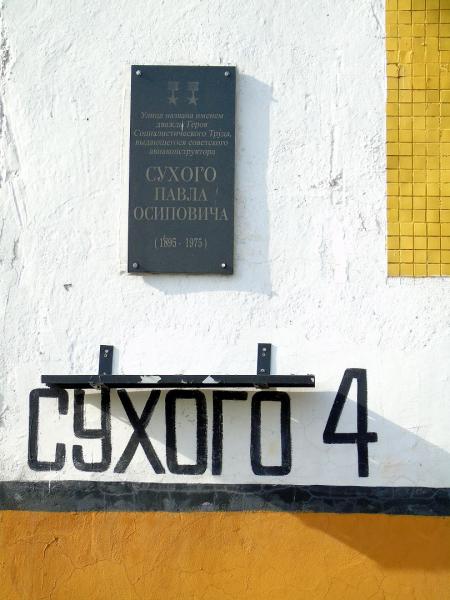 Улица названа именем
дважды Героя
Социалистического Труда,
выдающегося советского
авиаконструктора
СУХОГО
ПАВЛА
ОСИПОВИЧА
(1895 - 1975)
СУХОГО 4